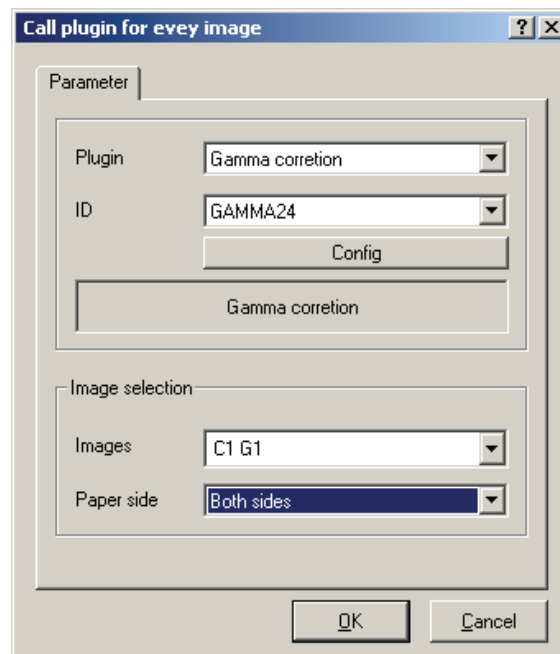 Call plugin for evey image
Parameter
Plugin Gamma corretion
ID GAMMA24
Config
Gamma corretion
Image selection
Images C1 G1
Paper side Both sides
OK Cancel